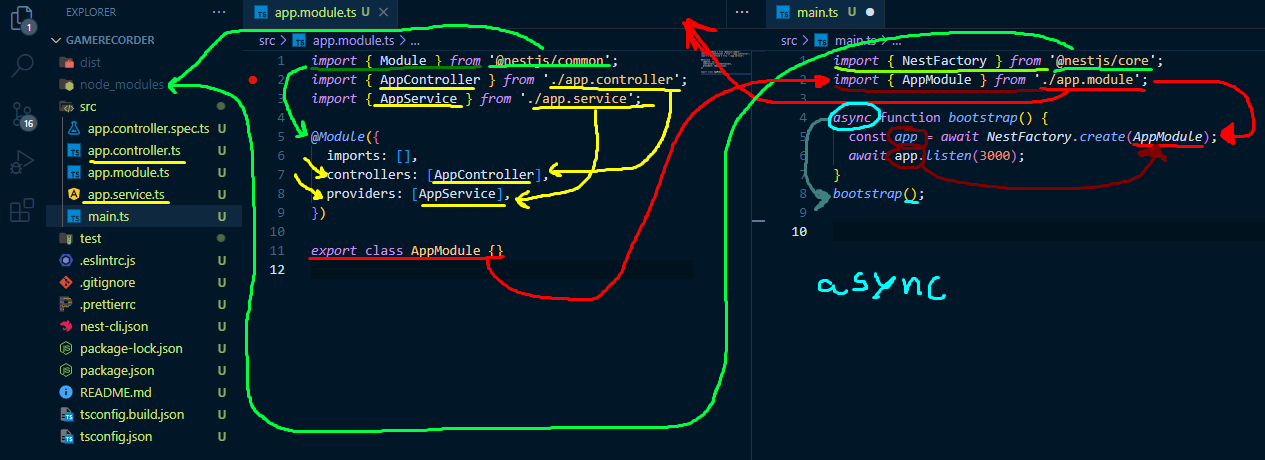 EXPLORER
GAMERECORDER
dist
node_modules
src
app.controller.spec.ts U
app.controller.ts U
app.module.ts U
app.service.ts U
main.ts U
test
.eslintrc.js U
.gitignore U
.prettierrc U
nest-cli.json U
package-lock.json U
package.json U
README.md U
tsconfig.build.json U
tsconfig.json U
1
16
TS app.module.ts U
src > TS app.module.ts > ...
1 import { Module } from '@nestjs/common';
2 import { AppController } from './app.controller';
3 import { AppService } from './app.service';
4
5 @Module({
6 imports: [],
7 controllers: [AppController],
8 providers: [AppService],
9 })
10
11 export class AppModule {}
12
TS main.ts U
src > TS main.ts > ...
1 import { NestFactory } from '@nestjs/core';
2 import { AppModule } from './app.module';
3
4 async function bootstrap() {
5 const app = await NestFactory.create(AppModule);
6 await app.listen(3000);
7 }
8 bootstrap();
9
10
async